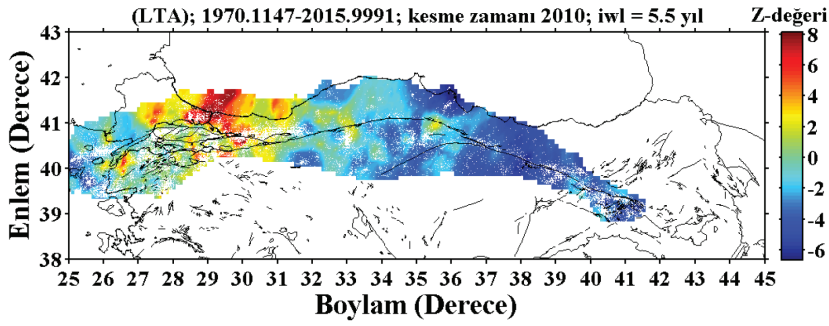 (LTA); 1970.1147-2015.9991; kesme zamanı 2010; iwl = 5.5 yıl
Z-değeri
43
42
41
40
39
38
Enlem (Derece)
25 26 27 28 29 30 31 32 33 34 35 36 37 38 39 40 41 42 43 44 45
Boylam (Derece)
8
6
4
2
0
-2
-4
-6